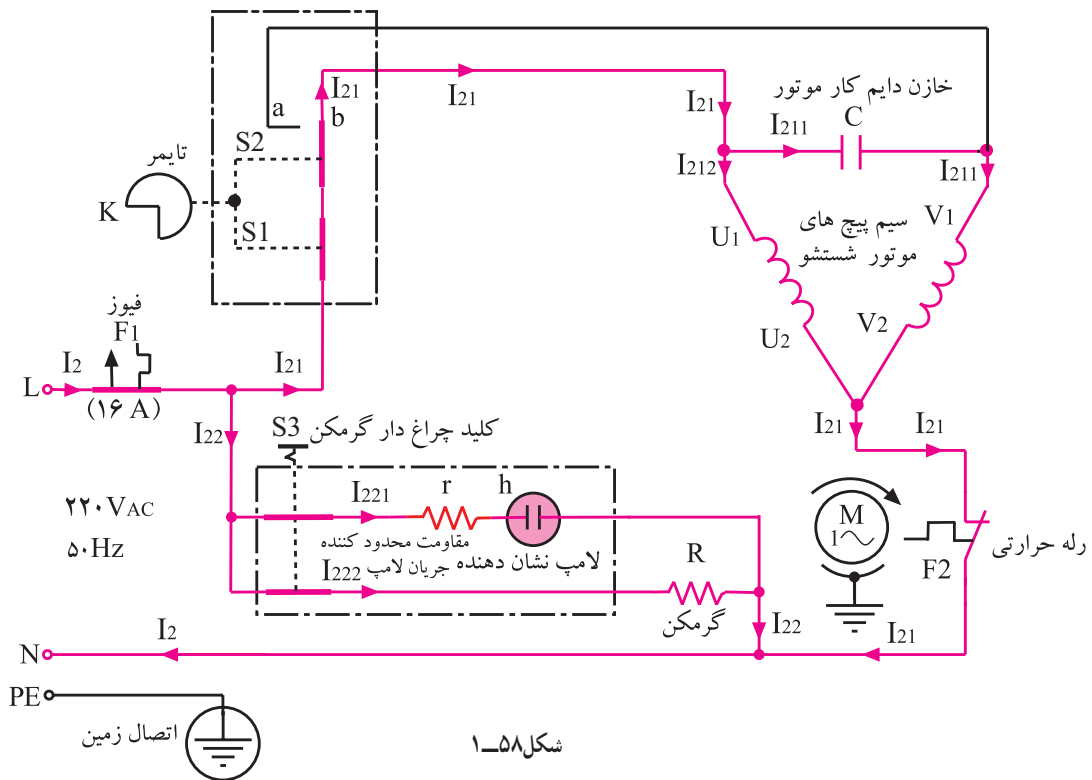 I21
I21
I21
a
b
خازن دایم کار موتور
C
I211
I212
I211
تایمر
K
S2
S1
U1
V1
سیم پیچ های
موتور شستشو
U2
V2
فیوز
F1
L
I2
(۱۶ A)
I21
I22
S3
کلید چراغ دار گرمکن
I21
I21
I221
r
h
مقاومت محدود کننده
جریان لامپ
لامپ نشان دهنده
I222
R
گرمکن
۲۲۰VAC
۵۰Hz
M
1~
F2
رله حرارتی
I22
I21
N
I2
PE
اتصال زمین
شکل۵۸ــ۱